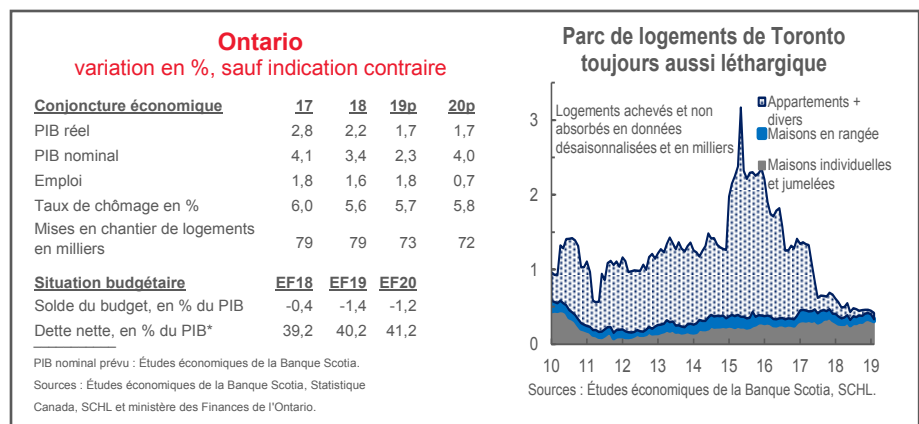 Ontario
variation en %, sauf indication contraire
Conjoncture économique 17 18 19p 20p
PIB réel 2,8 2,2 1,7 1,7
PIB nominal 4,1 3,4 2,3 4,0
Emploi 1,8 1,6 1,8 0,7
Taux de chômage en % 6,0 5,6 5,7 5,8
Mises en chantier de logements
en milliers 79 79 73 72
Situation budgétaire EF18 EF19 EF20
Solde du budget, en % du PIB -0,4 -1,4 -1,2
Dette nette, en % du PIB* 39,2 40,2 41,2
PIB nominal prévu : Études économiques de la Banque Scotia.
Sources : Études économiques de la Banque Scotia, Statistique
Canada, SCHL et ministère des Finances de l'Ontario.
Parc de logements de Toronto
toujours aussi léthargique
Logements achevés et non
absorbés en données
désaisonnalisées et en milliers
Appartements +
divers
Maisons en rangée
Maisons individuelles
et jumelées
3
2
1
0
10 11 12 13 14 15 16 17 18 19
Sources : Études économiques de la Banque Scotia, SCHL.